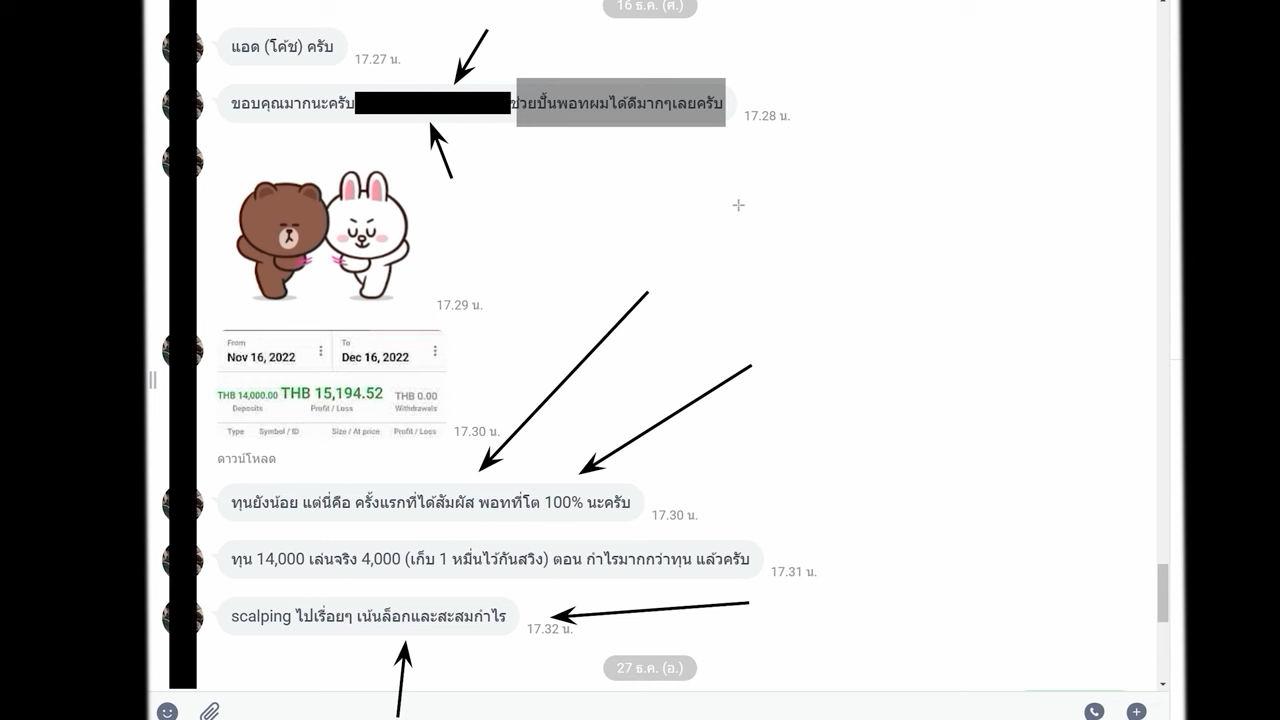 16 ธ.ค. (ศ.)
แอด (โค้ช) ครับ
17.27 น.
ขอบคุณมากนะครับ ช่วยปั้นพอทผมได้ดีมากๆเลยครับ
17.28 น.
17.29 น.
From To
Nov 16, 2022 Dec 16, 2022
THB 14,000.00 THB 15,194.52 THB 0.00
Deposits Profit / Loss Withdrawals
Type Symbol / ID Size / At price Profit / Loss
17.30 น.
ดาวน์โหลด
ทุนยังน้อย แต่นี่คือ ครั้งแรกที่ได้สัมผัส พอทที่โต 100% นะครับ
17.30 น.
ทุน 14,000 เล่นจริง 4,000 (เก็บ 1 หมื่นไว้กันสวิง) ตอน กำไรมากกว่าทุน แล้วครับ
17.31 น.
scalping ไปเรื่อยๆ เน้นล็อกและสะสมกำไร
17.32 น.
27 ธ.ค. (อ.)